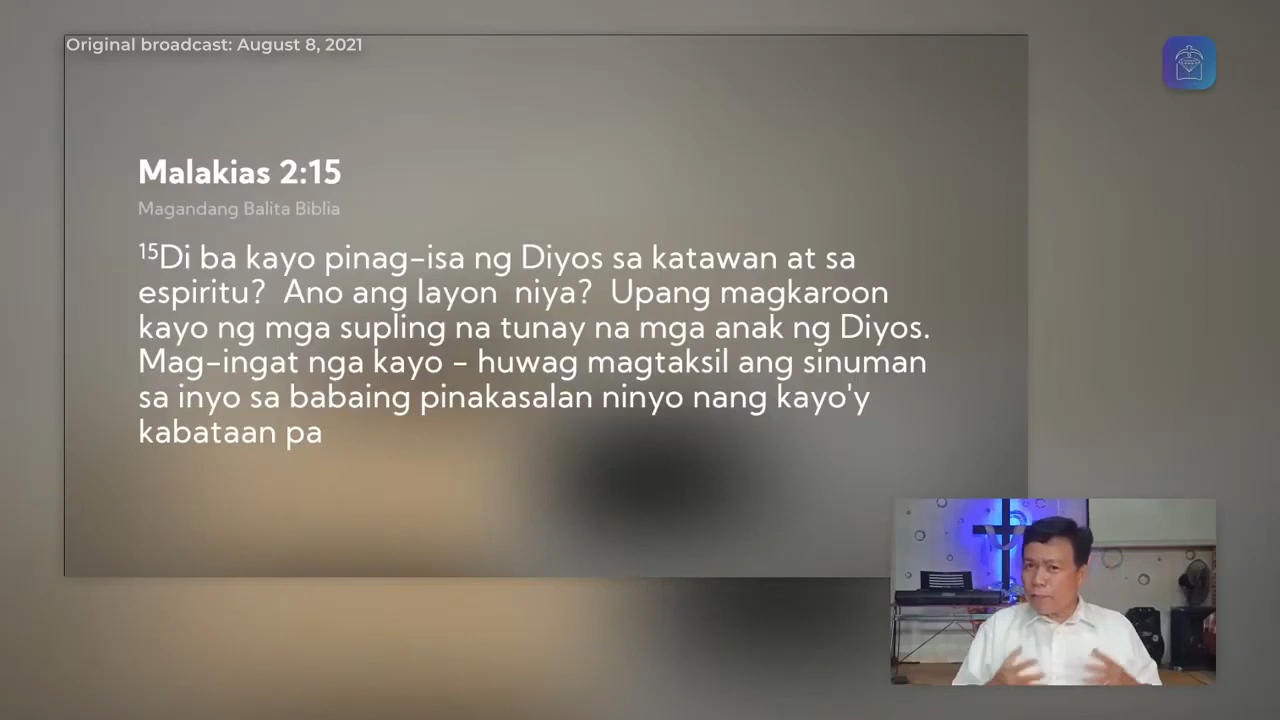 Original broadcast: August 8, 2021
Malakias 2:15
Magandang Balita Biblia
15Di ba kayo pinag-isa ng Diyos sa katawan at sa
espiritu?  Ano ang layon  niya?  Upang magkaroon
kayo ng mga supling na tunay na mga anak ng Diyos.
Mag-ingat nga kayo - huwag magtaksil ang sinuman
sa inyo sa babaing pinakasalan ninyo nang kayo'y
kabataan pa